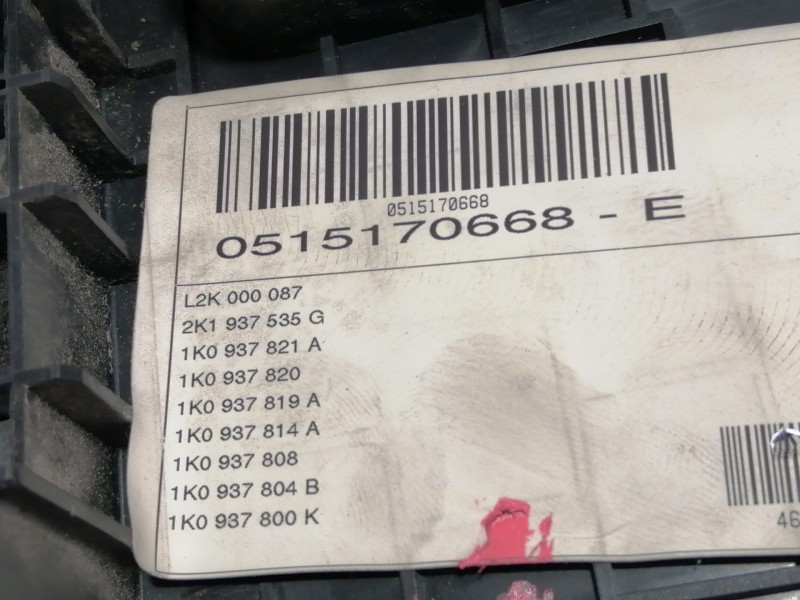 0515170668
0515170668 - E
L2K 000 087
2K1 937 535 G
1K0 937 821 A
1K0 937 820
1K0 937 819 A
1K0 937 814 A
1K0 937 808
1K0 937 804 B
1K0 937 800 K
46